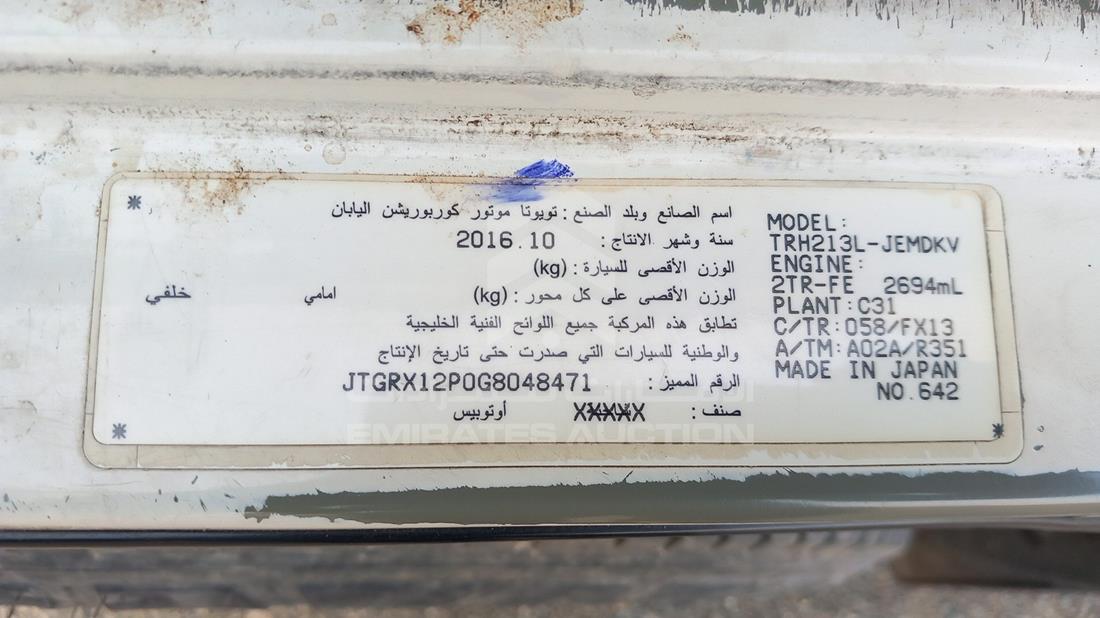 اسم الصانع وبلد الصنع : تويوتا موتور كوربوريشن اليابان
سنة وشهر الانتاج : 2016.10
الوزن الأقصى للسيارة : (kg)
الوزن الأقصى على كل محور : (kg) امامي خلفي
تطابق هذه المركبة جميع اللوائح الفنية الخليجية
والوطنية للسيارات التي صدرت حتى تاريخ الإنتاج
الرقم المميز : JTGRX12P0G8048471
صنف : XXXXX أوتوبيس
MODEL:
TRH213L-JEMDKV
ENGINE:
2TR-FE 2694mL
PLANT:C31
C/TR:058/FX13
A/TM:A02A/R351
MADE IN JAPAN
NO.642
الإمارات للمزادات
EMIRATES AUCTION